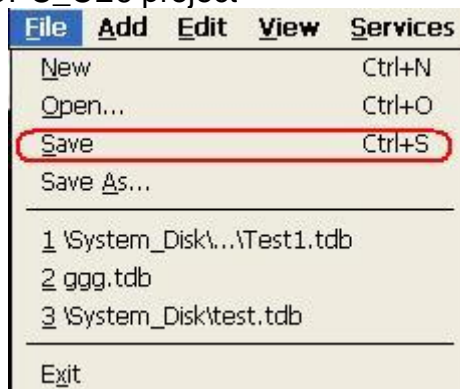 project
File Add Edit View Services
New Ctrl+N
Open... Ctrl+O
Save Ctrl+S
Save As...
1 \System_Disk\...\Test1.tdb
2 ggg.tdb
3 \System_Disk\test.tdb
Exit